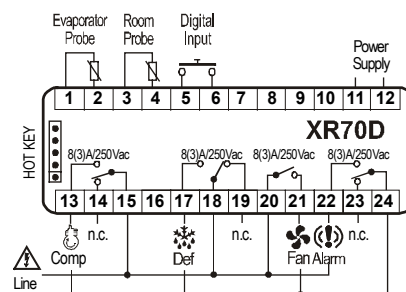 Evaporator Probe
Room Probe
Digital Input
Power Supply
1 2 3 4 5 6 7 8 9 10 11 12
XR70D
HOT KEY
8(3)A/250Vac 8(3)A/250Vac 8(3)A/250Vac 8(3)A/250Vac
13 14 15 16 17 18 19 20 21 22 23 24
n.c. n.c. n.c.
Comp Def Fan Alarm
Line